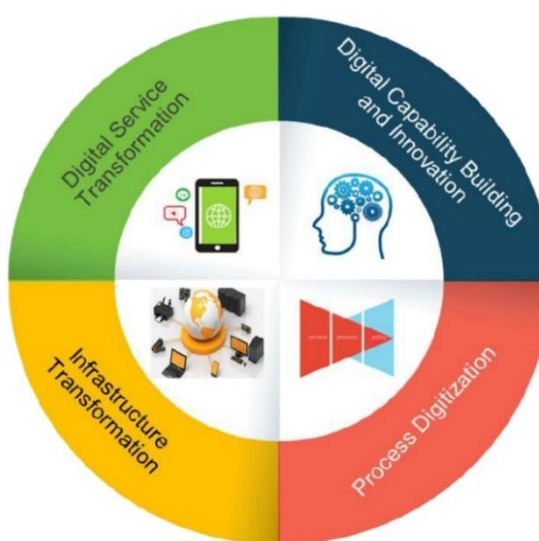 Digital Service
Transformation
Digital Capability Building
and Innovation
Infrastructure
Transformation
Process Digitization